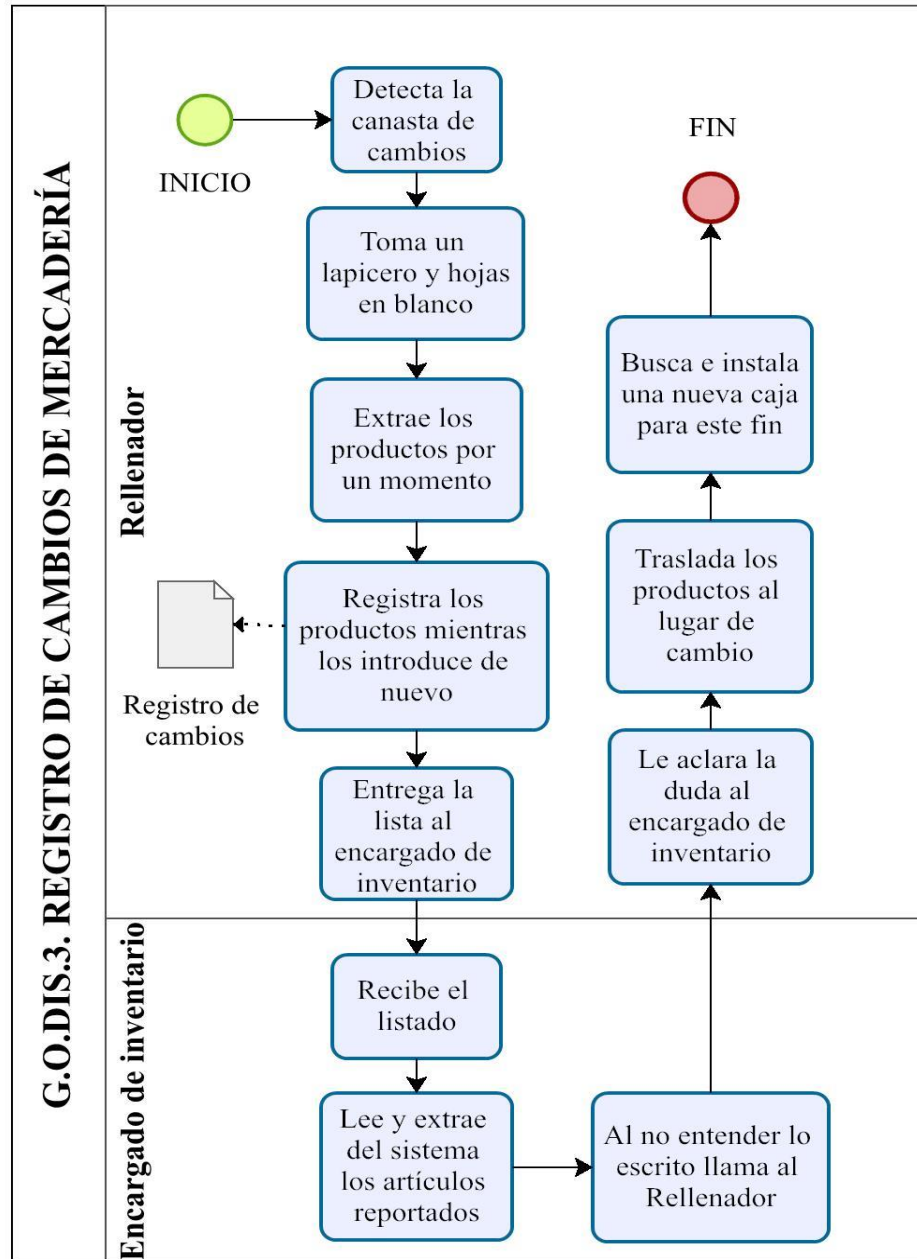 G.O.DIS.3. REGISTRO DE CAMBIOS DE MERCADERÍA
Rellenador
INICIO
Detecta la
canasta de
cambios
Toma un
lapicero y hojas
en blanco
Extrae los
productos por
un momento
Registra los
productos mientras
los introduce de
nuevo
Registro de
cambios
Entrega la
lista al
encargado de
inventario
Encargado de inventario
Recibe el
listado
Lee y extrae
del sistema
los artículos
reportados
Al no entender lo
escrito llama al
Rellenador
Le aclara la
duda al
encargado de
inventario
Traslada los
productos al
lugar de
cambio
Busca e instala
una nueva caja
para este fin
FIN